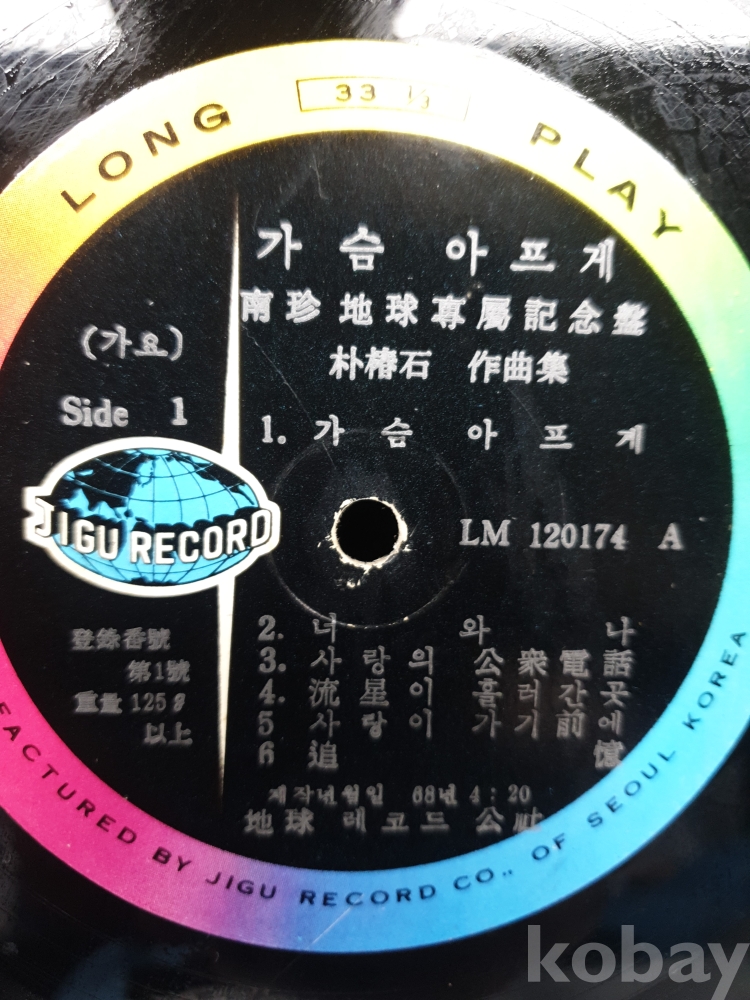 LONG 33 1/3 PLAY
가슴 아프게
南珍 地球專屬記念盤
朴椿石 作曲集
(가요)
Side 1
1. 가슴 아프게
JIGU RECORD
LM 120174 A
登錄番號
第1號
重量 125g
以上
2. 너와 나
3. 사랑의 公衆電話
4. 流星이 흘러간 곳
5 사랑이 가기前에
6 追憶
제작년월일 68년 4:20
地球 레코드 公社
FACTURED BY JIGU RECORD CO., OF SEOUL KOREA
kobay